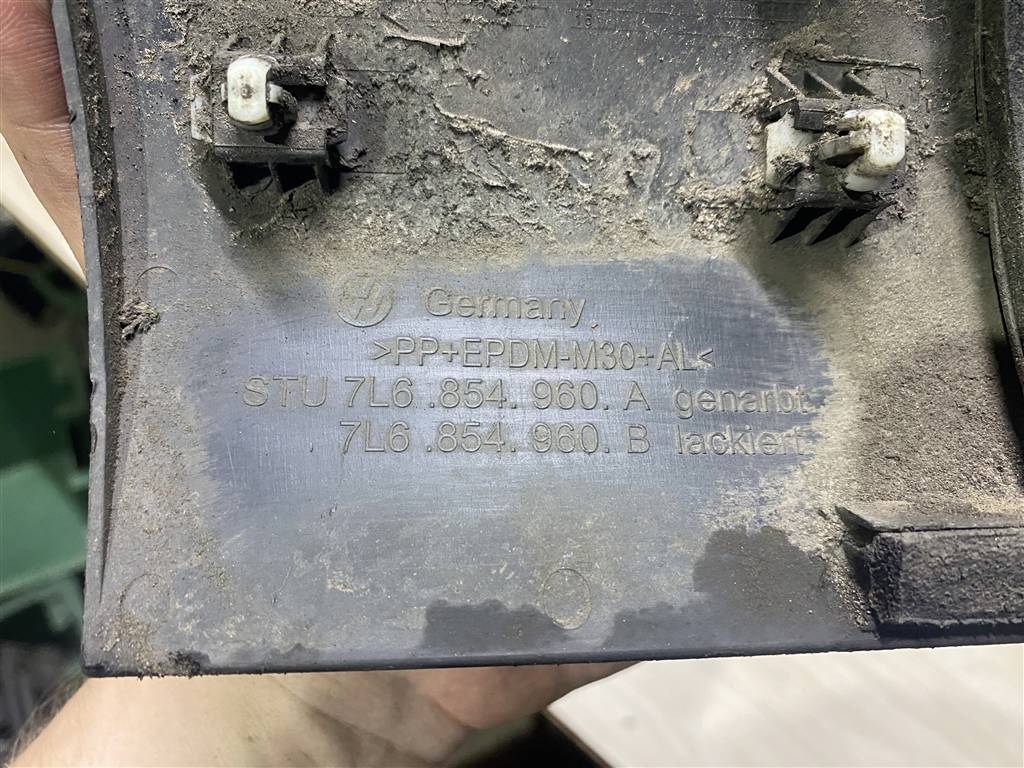 Germany
>PP+EPDM-M30+AL<
STU 7L6 .854. 960. A genarbt
7L6 .854. 960. B lackiert